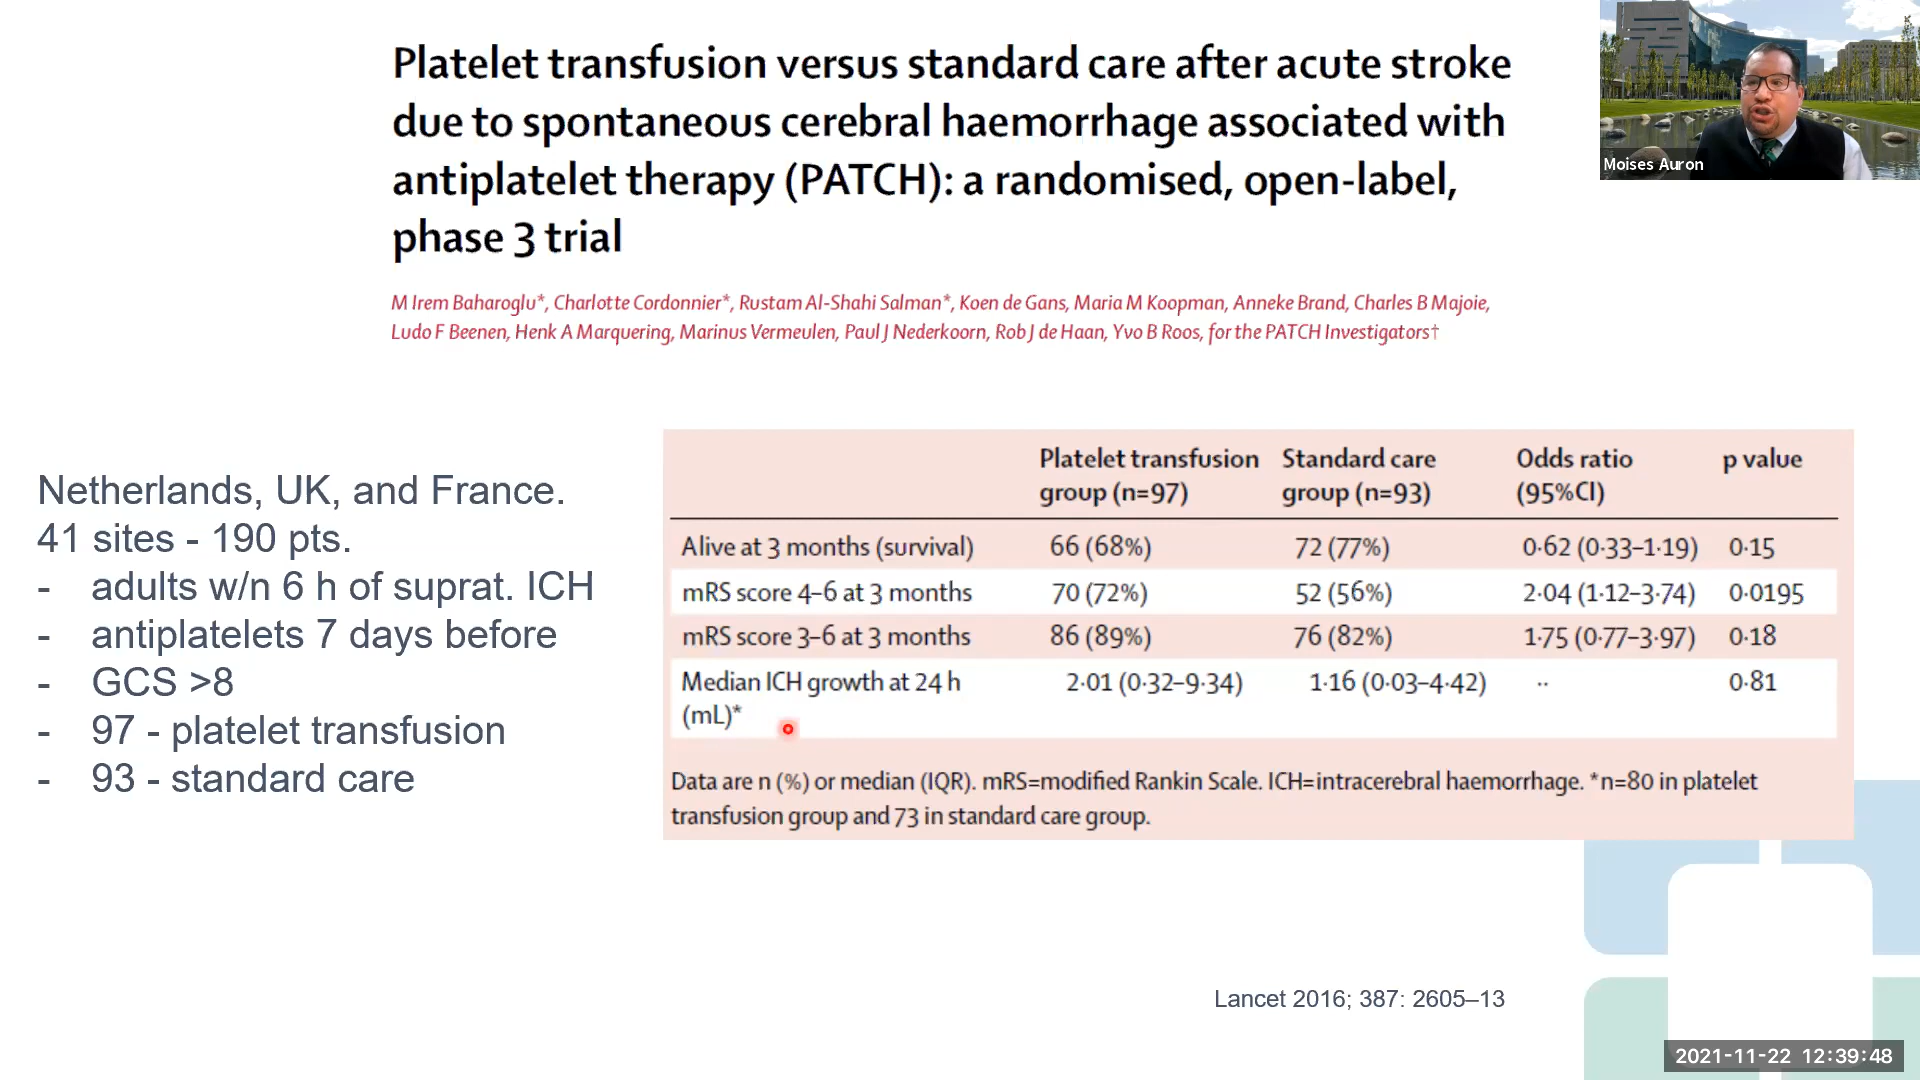 Platelet transfusion versus standard care after acute stroke
due to spontaneous cerebral haemorrhage associated with
antiplatelet therapy (PATCH): a randomised, open-label,
phase 3 trial
M Irem Baharoglu*, Charlotte Cordonnier*, Rustam Al-Shahi Salman*, Koen de Gans, Maria M Koopman, Anneke Brand, Charles B Majoie,
Ludo F Beenen, Henk A Marquering, Marinus Vermeulen, Paul J Nederkoorn, Rob J de Haan, Yvo B Roos, for the PATCH Investigators†
Moises Auron
Netherlands, UK, and France.
41 sites - 190 pts.
- adults w/n 6 h of suprat. ICH
- antiplatelets 7 days before
- GCS >8
- 97 - platelet transfusion
- 93 - standard care
Platelet transfusion group (n=97) Standard care group (n=93) Odds ratio (95%CI) p value
Alive at 3 months (survival) 66 (68%) 72 (77%) 0·62 (0·33–1·19) 0·15
mRS score 4–6 at 3 months 70 (72%) 52 (56%) 2·04 (1·12–3·74) 0·0195
mRS score 3–6 at 3 months 86 (89%) 76 (82%) 1·75 (0·77–3·97) 0·18
Median ICH growth at 24 h (mL)* 2·01 (0·32–9·34) 1·16 (0·03–4·42) ·· 0·81
Data are n (%) or median (IQR). mRS=modified Rankin Scale. ICH=intracerebral haemorrhage. *n=80 in platelet
transfusion group and 73 in standard care group.
Lancet 2016; 387: 2605–13
2021-11-22 12:39:48